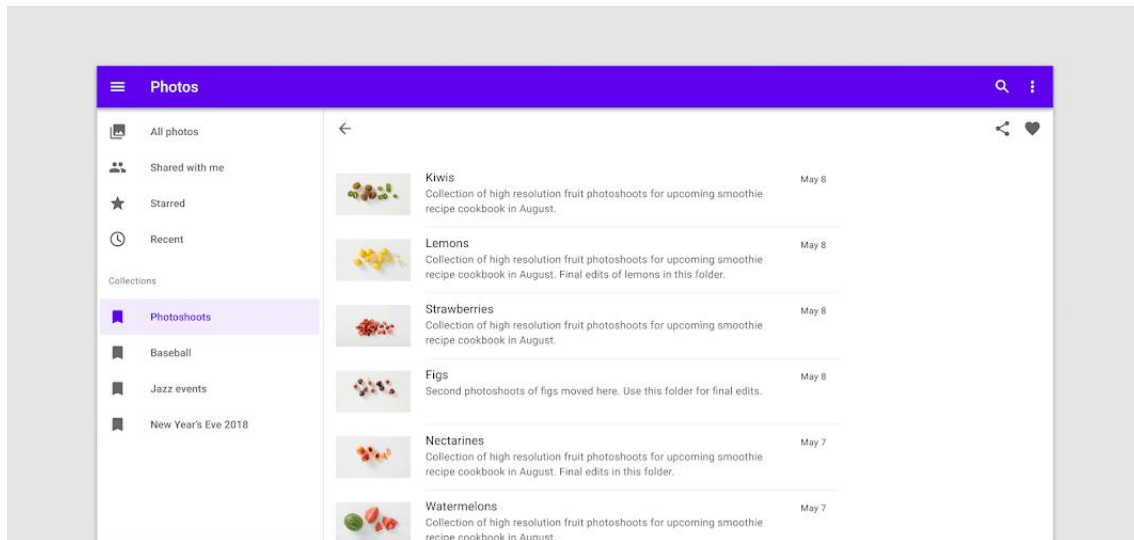 Photos
All photos
Shared with me
Starred
Recent
Collections
Photoshoots
Baseball
Jazz events
New Year's Eve 2018
Kiwis
May 8
Collection of high resolution fruit photoshoots for upcoming smoothie
recipe cookbook in August.
Lemons
May 8
Collection of high resolution fruit photoshoots for upcoming smoothie
recipe cookbook in August. Final edits of lemons in this folder.
Strawberries
May 8
Collection of high resolution fruit photoshoots for upcoming smoothie
recipe cookbook in August.
Figs
May 8
Second photoshoots of figs moved here. Use this folder for final edits.
Nectarines
May 7
Collection of high resolution fruit photoshoots for upcoming smoothie
recipe cookbook in August. Final edits in this folder.
Watermelons
May 7
Collection of high resolution fruit photoshoots for upcoming smoothie
recipe cookbook in August.